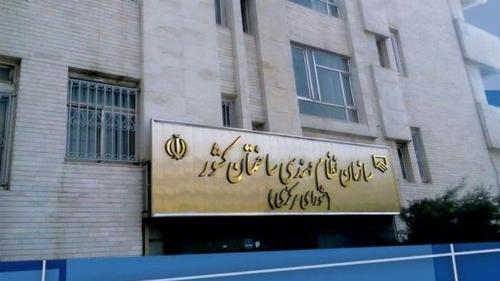 سازمان نظام مهندسی ساختمان کشور
(شورای مرکزی)